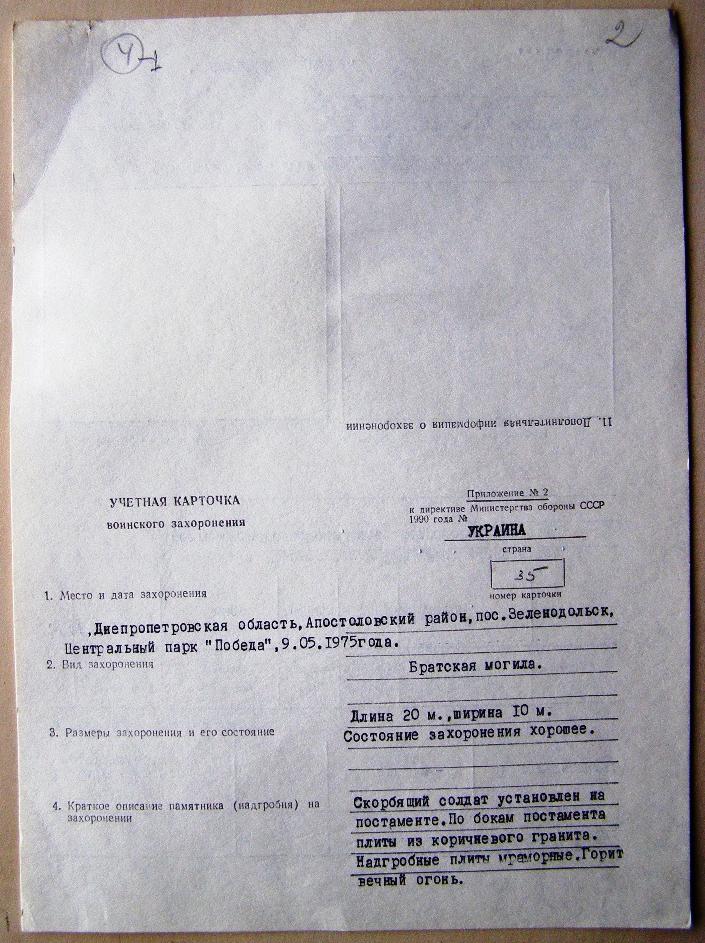 4
2
11. Дополнительная информация о захоронении
УЧЕТНАЯ КАРТОЧКА
воинского захоронения
Приложение № 2
к директиве Министерства обороны СССР
1990 года №
УКРАИНА
страна
35
номер карточки
1. Место и дата захоронения
,Днепропетровская область,Апостоловский район,пос.Зеленодольск,
Центральный парк "Победа",9.05.1975года.
2. Вид захоронения
Братская могила.
Длина 20 м.,ширина 10 м.
3. Размеры захоронения и его состояние
Состояние захоронения хорошее.
4. Краткое описание памятника (надгробия) на
захоронении
Скорбящий солдат установлен на
постаменте.По бокам постамента
плиты из коричневого гранита.
Надгробные плиты мраморные.Горит
вечный огонь.